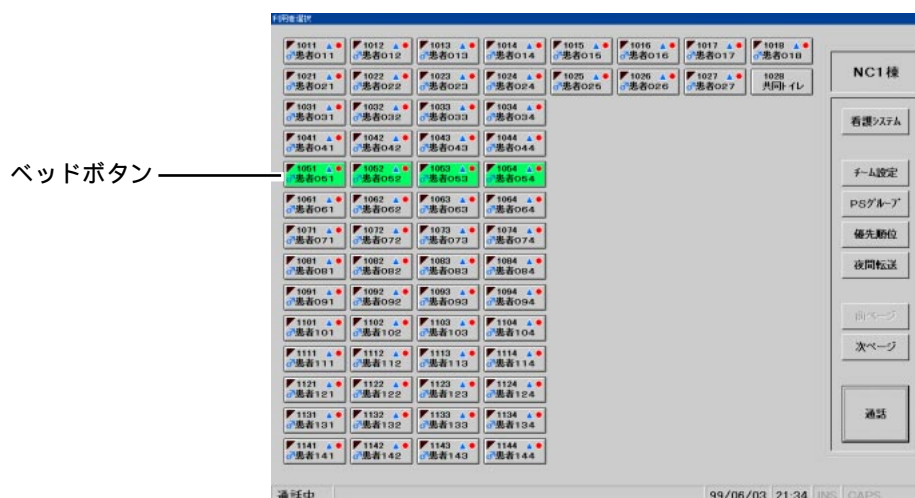 利用者選択
1011 1012 1013 1014 1015 1016 1017 1018
患者011 患者012 患者013 患者014 患者015 患者016 患者017 患者018
NC1棟
1021 1022 1023 1024 1025 1026 1027 1028
患者021 患者022 患者023 患者024 患者025 患者026 患者027 共同トイレ
1031 1032 1033 1034
患者031 患者032 患者033 患者034
看護システム
1041 1042 1043 1044
患者041 患者042 患者043 患者044
ベッドボタン
1051 1052 1053 1054
患者051 患者052 患者053 患者054
チーム設定
1061 1062 1063 1064
患者061 患者062 患者063 患者064
PSグループ
1071 1072 1073 1074
患者071 患者072 患者073 患者074
優先順位
1081 1082 1083 1084
患者081 患者082 患者083 患者084
夜間転送
1091 1092 1093 1094
患者091 患者092 患者093 患者094
1101 1102 1103 1104
患者101 患者102 患者103 患者104
前ページ
1111 1112 1113 1114
患者111 患者112 患者113 患者114
次ページ
1121 1122 1123 1124
患者121 患者122 患者123 患者124
1131 1132 1133 1134
患者131 患者132 患者133 患者134
通話
1141 1142 1143 1144
患者141 患者142 患者143 患者144
通話中 99/06/03 21:34 INS CAPS